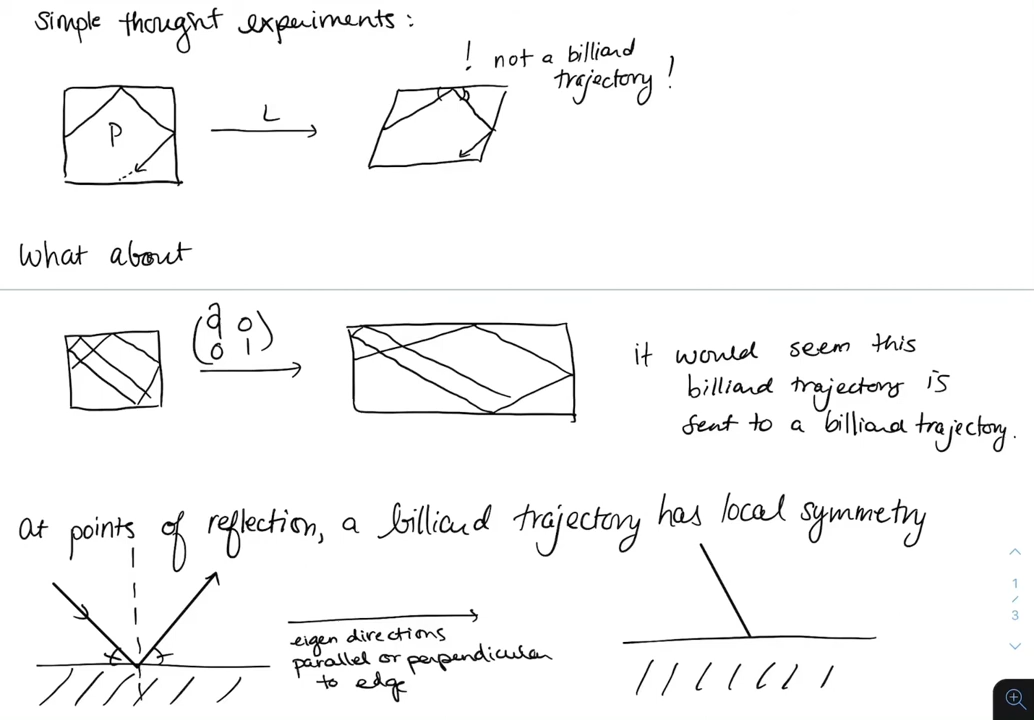 Simple thought experiments:
! not a billiard
trajectory!
P
L
What about
(2 0
0 1)
it would seem this
billiard trajectory is
sent to a billiard trajectory.
At points of reflection, a billiard trajectory has local symmetry
eigen directions
parallel or perpendicular
to edge
1
/
3